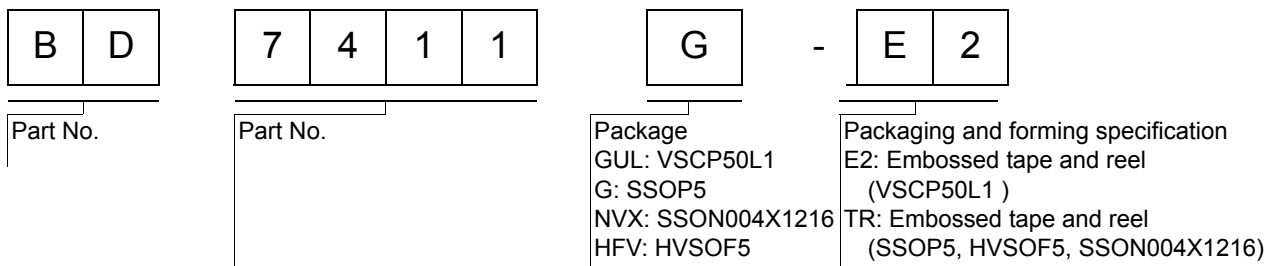 B D 7 4 1 1 G - E 2
Part No.
Part No.
Package
GUL: VSCP50L1
G: SSOP5
NVX: SSON004X1216
HFV: HVSOF5
Packaging and forming specification
E2: Embossed tape and reel
(VSCP50L1 )
TR: Embossed tape and reel
(SSOP5, HVSOF5, SSON004X1216)